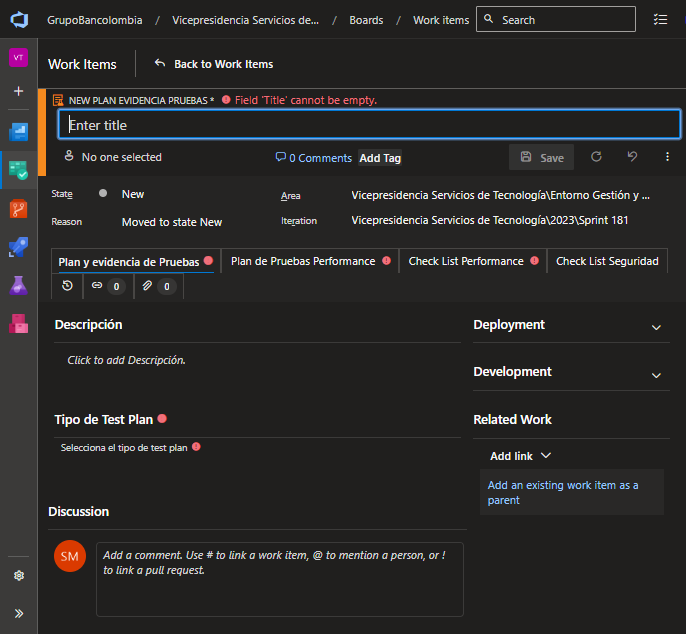 GrupoBancolombia / Vicepresidencia Servicios de... / Boards / Work items Search
VT
Work Items Back to Work Items
NEW PLAN EVIDENCIA PRUEBAS * Field 'Title' cannot be empty.
Enter title
No one selected 0 Comments Add Tag Save
State New
Area Vicepresidencia Servicios de Tecnología\Entorno Gestión y ...
Reason Moved to state New
Iteration Vicepresidencia Servicios de Tecnología\2023\Sprint 181
Plan y evidencia de Pruebas Plan de Pruebas Performance Check List Performance Check List Seguridad
0 0
Descripción
Click to add Descripción.
Tipo de Test Plan
Selecciona el tipo de test plan
Deployment
Development
Related Work
Add link
Add an existing work item as a
parent
Discussion
SM
Add a comment. Use # to link a work item, @ to mention a person, or !
to link a pull request.